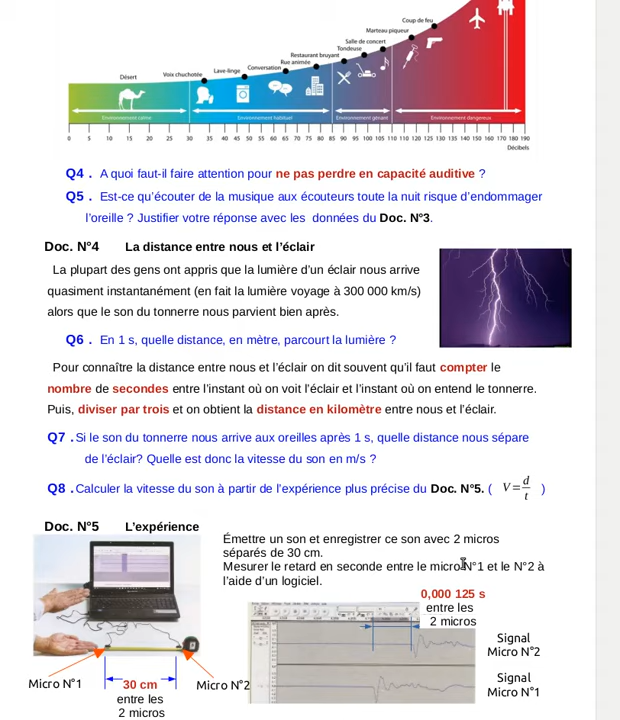 Coup de feu
Marteau piqueur
Salle de concert
Tondeuse
Restaurant bruyant
Rue animée
Conversation
Lave-linge
Voix chuchotée
Désert
Environnement calme
Environnement habituel
Environnement gênant
Environnement dangereux
0 5 10 15 20 25 30 35 40 45 50 55 60 65 70 75 80 85 90 95 100 105 110 115 120 125 130 135 140 145 150 160 170 180 190
Décibels
Q4 . A quoi faut-il faire attention pour ne pas perdre en capacité auditive ?
Q5 . Est-ce qu'écouter de la musique aux écouteurs toute la nuit risque d'endommager
l'oreille ? Justifier votre réponse avec les données du Doc. N°3.
Doc. N°4 La distance entre nous et l'éclair
La plupart des gens ont appris que la lumière d'un éclair nous arrive
quasiment instantanément (en fait la lumière voyage à 300 000 km/s)
alors que le son du tonnerre nous parvient bien après.
Q6 . En 1 s, quelle distance, en mètre, parcourt la lumière ?
Pour connaître la distance entre nous et l'éclair on dit souvent qu'il faut compter le
nombre de secondes entre l'instant où on voit l'éclair et l'instant où on entend le tonnerre.
Puis, diviser par trois et on obtient la distance en kilomètre entre nous et l'éclair.
Q7 . Si le son du tonnerre nous arrive aux oreilles après 1 s, quelle distance nous sépare
de l'éclair? Quelle est donc la vitesse du son en m/s ?
Q8 . Calculer la vitesse du son à partir de l'expérience plus précise du Doc. N°5. ( V=d/t )
Doc. N°5 L'expérience
Émettre un son et enregistrer ce son avec 2 micros
séparés de 30 cm.
Mesurer le retard en seconde entre le micro N°1 et le N°2 à
l'aide d'un logiciel.
0,000 125 s
entre les
2 micros
Signal
Micro N°2
Signal
Micro N°1
Micro N°1
30 cm
entre les
2 micros
Micro N°2